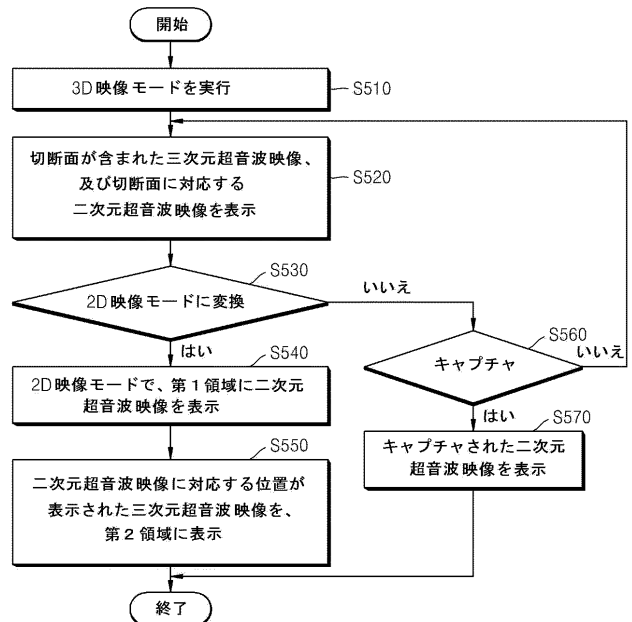 開始
3D映像モードを実行
S510
切断面が含まれた三次元超音波映像、
及び切断面に対応する
二次元超音波映像を表示
S520
2D映像モードに変換
S530
いいえ
はい
S540
2D映像モードで、第1領域に二次元
超音波映像を表示
S550
二次元超音波映像に対応する位置が
表示された三次元超音波映像を、
第2領域に表示
キャプチャ
S560
いいえ
はい
S570
キャプチャされた二次元
超音波映像を表示
終了